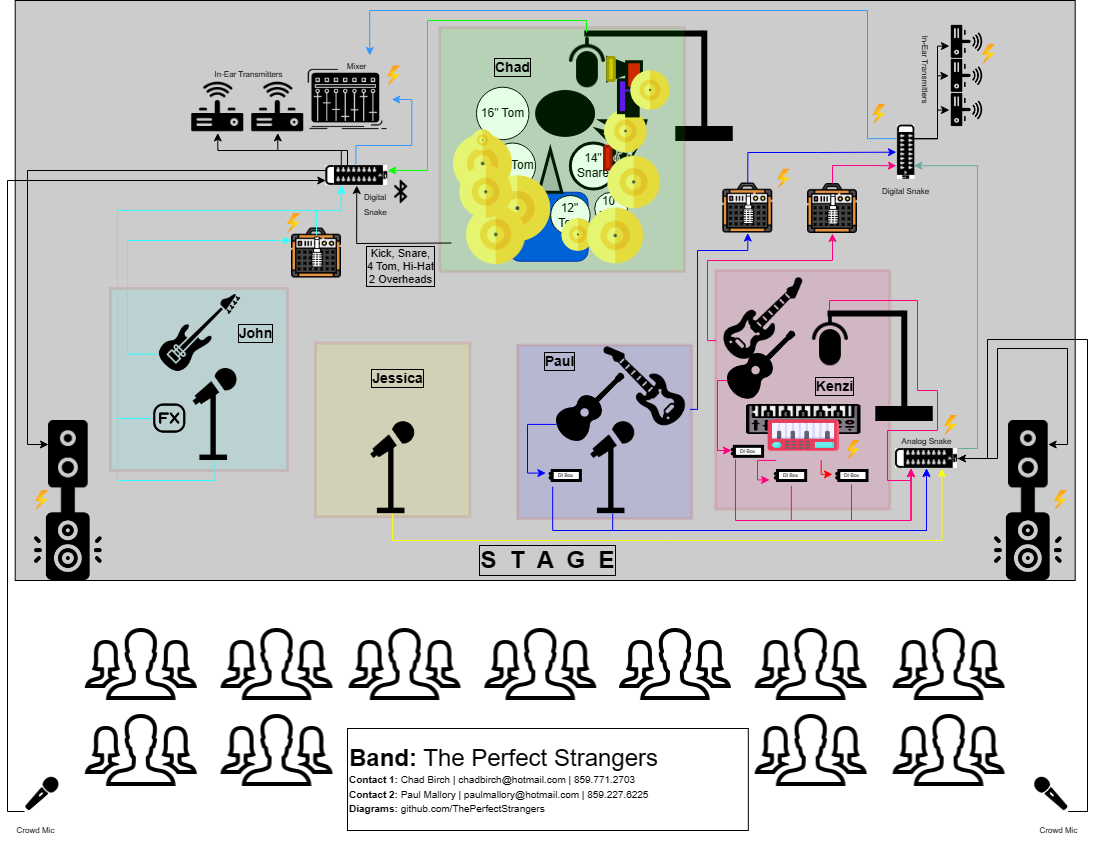 Chad
In-Ear Transmitters
Mixer
In-Ear Transmitters
16" Tom
Tom
14"
Snare
Digital
Snake
Digital Snake
12"
10"
Kick, Snare,
4 Tom, Hi-Hat
2 Overheads
John
FX
Jessica
Paul
Kenzi
DI Box
DI Box
DI Box
DI Box
Analog Snake
S T A G E
Band: The Perfect Strangers
Contact 1: Chad Birch | chadbirch@hotmail.com | 859.771.2703
Contact 2: Paul Mallory | paulmallory@hotmail.com | 859.227.6225
Diagrams: github.com/ThePerfectStrangers
Crowd Mic
Crowd Mic